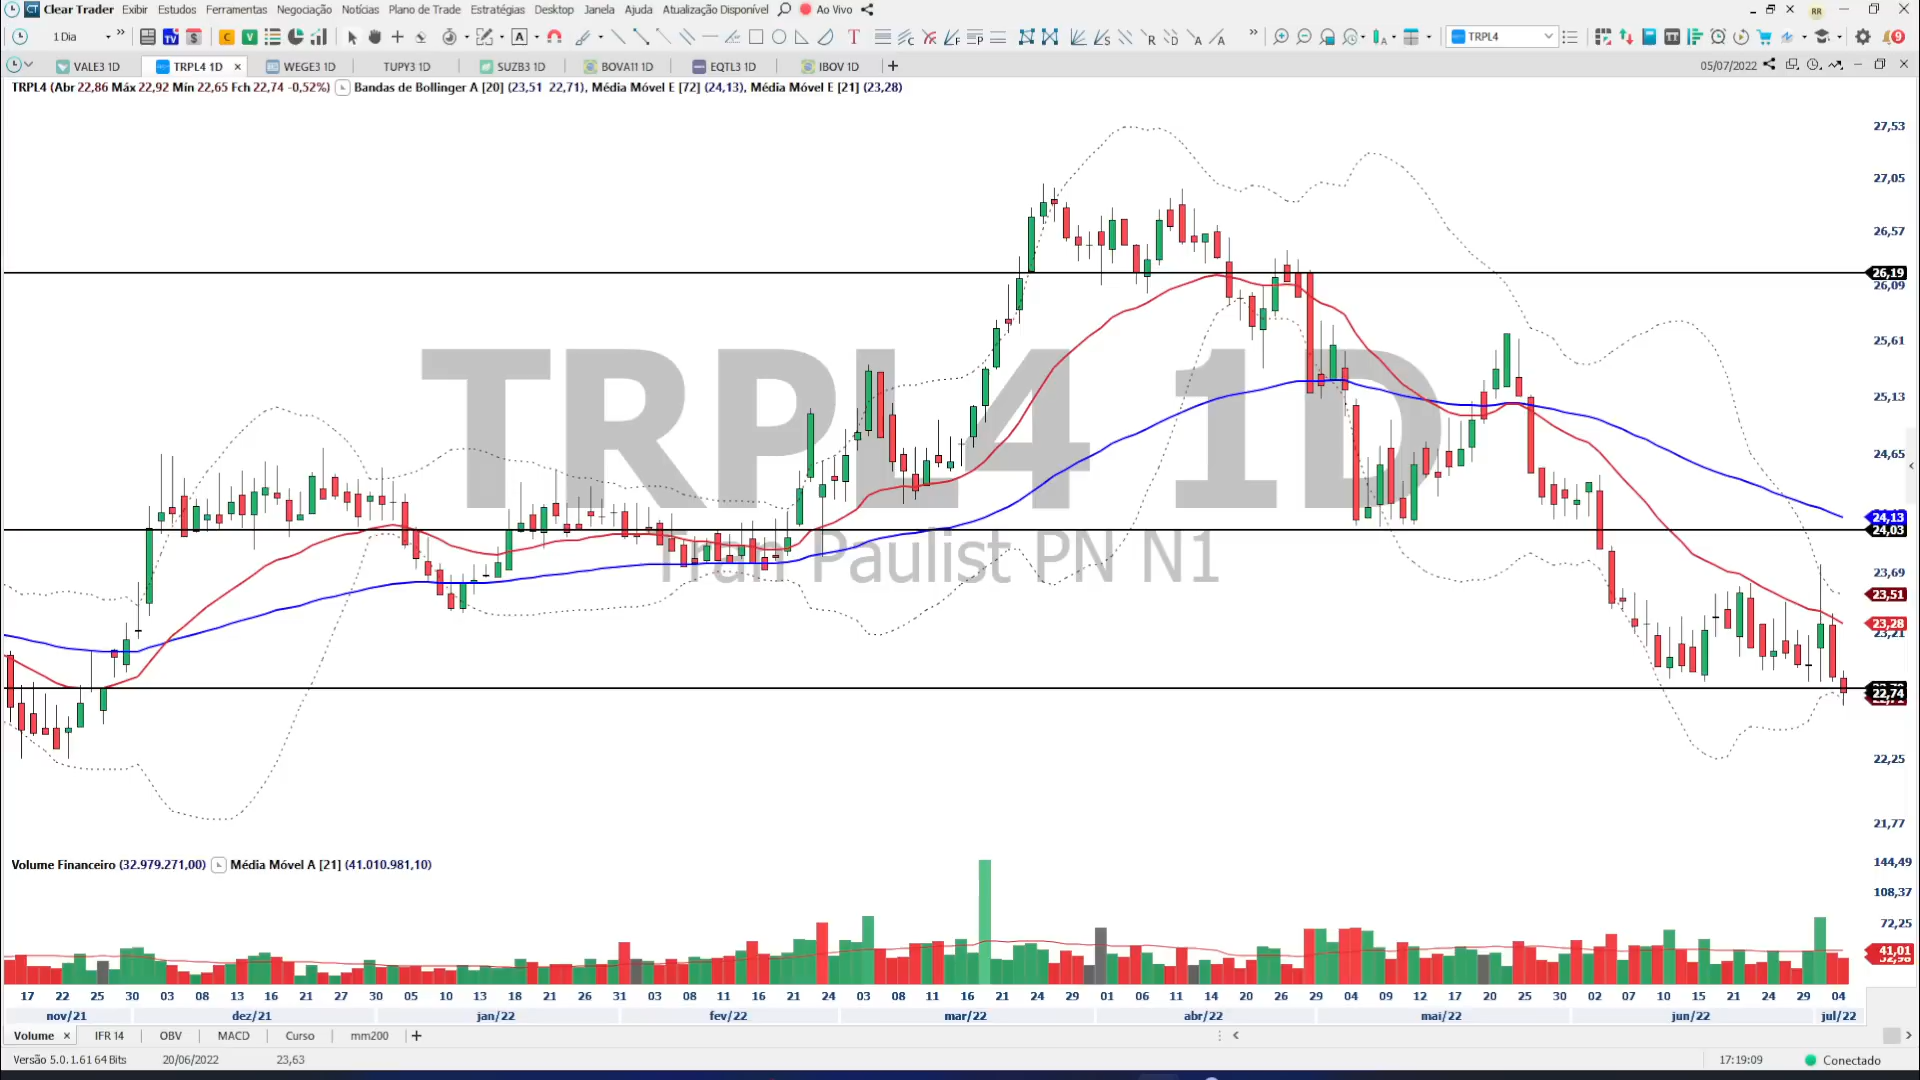 CT Clear Trader Exibir Estudos Ferramentas Negociação Notícias Plano de Trade Estratégias Desktop Janela Ajuda Atualização Disponível Ao Vivo RR
1 Dia TV $ C V A T TRPL4 TT 9
VALE3 1D TRPL4 1D WEGE3 1D TUPY3 1D SUZB3 1D BOVA11 1D EQTL3 1D IBOV 1D 05/07/2022
TRPL4 (Abr 22,86 Máx 22,92 Mín 22,65 Fch 22,74 -0,52%) Bandas de Bollinger A [20] (23,51 22,71), Média Móvel E [72] (24,13), Média Móvel E [21] (23,28)
27,53
27,05
26,57
26,19
26,09
25,61
25,13
24,65
24,13
24,03
23,69
23,51
23,28
23,21
22,74
22,25
21,77
TRPL4 1D
Tran Paulist PN N1
Volume Financeiro (32.979.271,00) Média Móvel A [21] (41.010.981,10)
144,49
108,37
72,25
41,01
17 22 25 30 03 08 13 16 21 27 30 05 10 13 18 21 26 31 03 08 11 16 21 24 03 08 11 16 21 24 29 01 06 11 14 20 26 29 04 09 12 17 20 25 30 02 07 10 15 21 24 29 04
nov/21 dez/21 jan/22 fev/22 mar/22 abr/22 mai/22 jun/22 jul/22
Volume IFR 14 OBV MACD Curso mm200
Versão 5.0.1.61 64 Bits 20/06/2022 23,63 17:19:09 Conectado